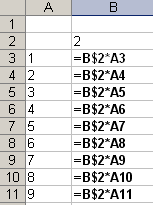 A B
1
2 2
3 1 =B$2*A3
4 2 =B$2*A4
5 3 =B$2*A5
6 4 =B$2*A6
7 5 =B$2*A7
8 6 =B$2*A8
9 7 =B$2*A9
10 8 =B$2*A10
11 9 =B$2*A11